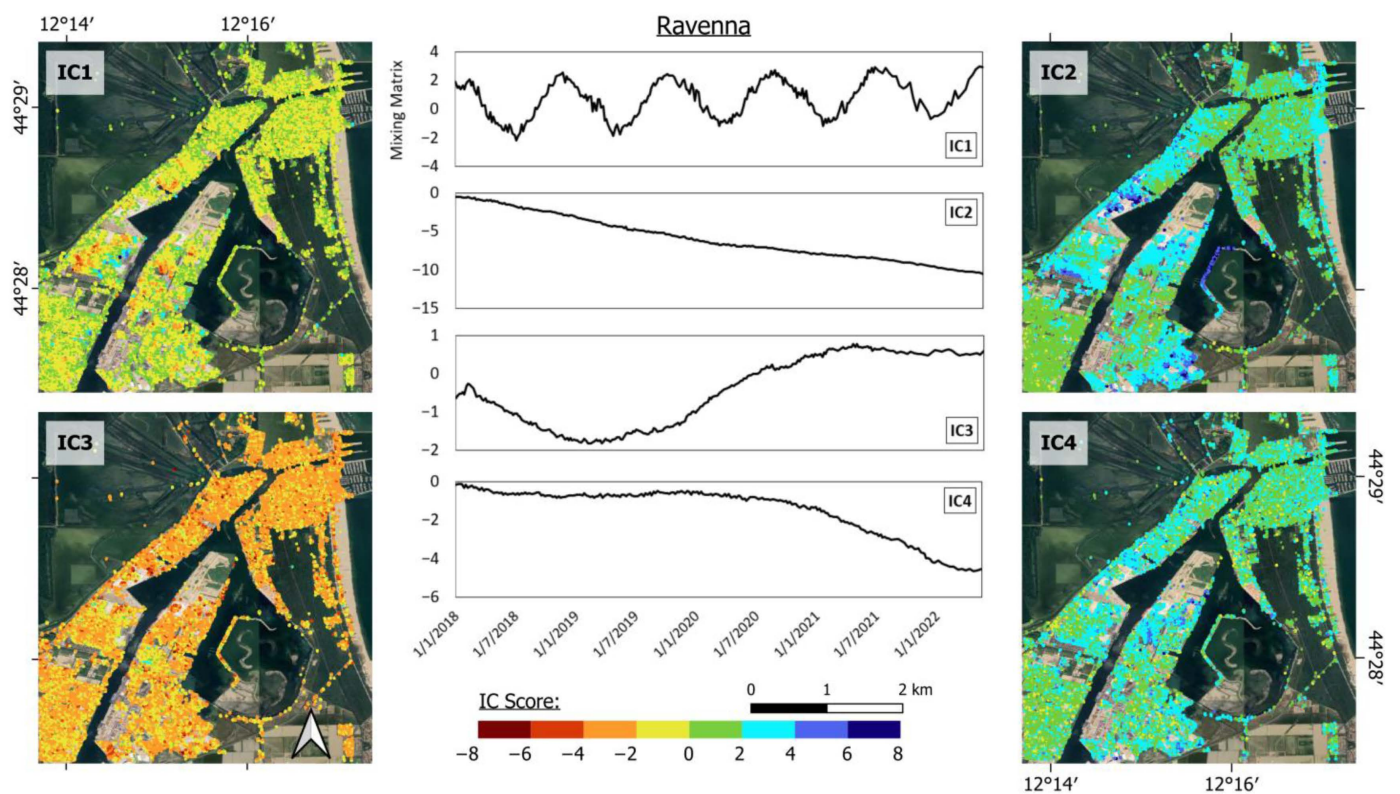 Ravenna
12°14′ 12°16′
44°29′
44°28′
IC1
IC2
Mixing Matrix
4
2
0
−2
−4
IC1
0
−5
−10
−15
IC2
1
0
−1
−2
IC3
0
−2
−4
−6
IC4
1/1/2018
1/7/2018
1/1/2019
1/7/2019
1/1/2020
1/7/2020
1/1/2021
1/7/2021
1/1/2022
IC3
IC4
44°29′
44°28′
12°14′ 12°16′
0 1 2 km
IC Score:
−8 −6 −4 −2 0 2 4 6 8